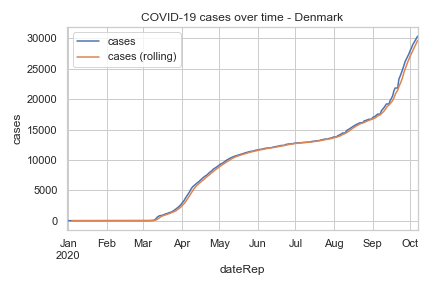 COVID-19 cases over time - Denmark
cases
cases (rolling)
30000
25000
20000
15000
10000
5000
0
cases
Jan Feb Mar Apr May Jun Jul Aug Sep Oct
2020
dateRep